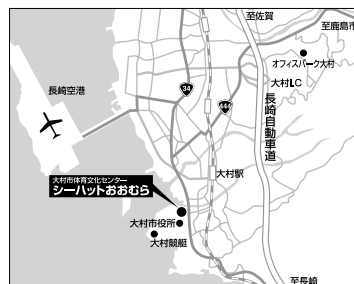 至佐賀
至鹿島市
オフィスパーク大村
大村I.C
長崎空港
34
444
長崎自動車道
大村駅
大村市体育文化センター
シーハットおおむら
大村市役所
大村競艇
至長崎